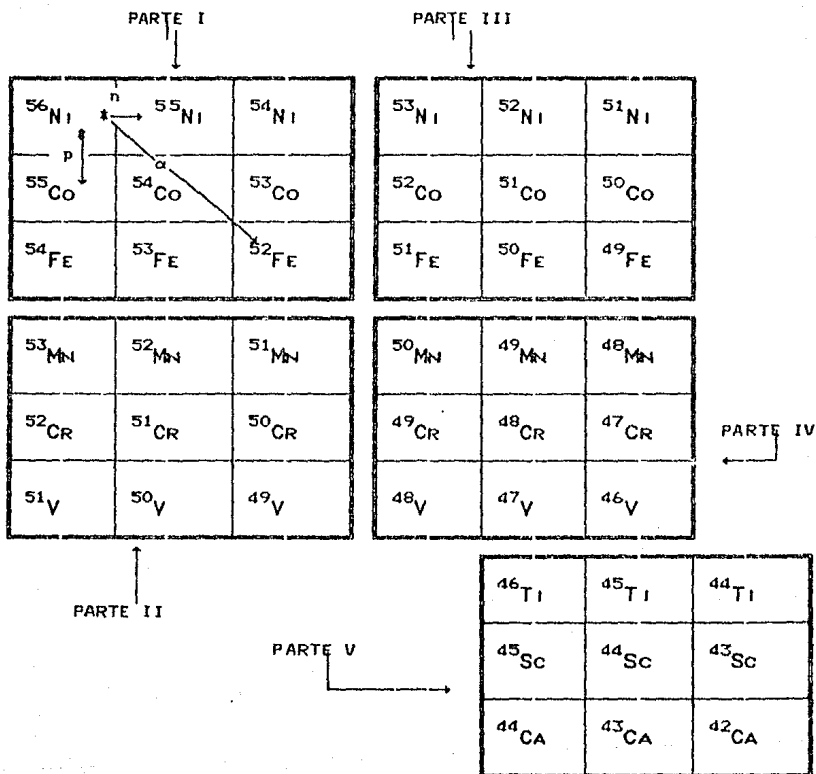 PARTE I PARTE III
n
⁵⁶Ni * ⁵⁵Ni ⁵⁴Ni ⁵³Ni ⁵²Ni ⁵¹Ni
p α
⁵⁵Co ⁵⁴Co ⁵³Co ⁵²Co ⁵¹Co ⁵⁰Co
⁵⁴Fe ⁵³Fe ⁵²Fe ⁵¹Fe ⁵⁰Fe ⁴⁹Fe
⁵³Mn ⁵²Mn ⁵¹Mn ⁵⁰Mn ⁴⁹Mn ⁴⁸Mn
⁵²Cr ⁵¹Cr ⁵⁰Cr ⁴⁹Cr ⁴⁸Cr ⁴⁷Cr
PARTE IV
⁵¹V ⁵⁰V ⁴⁹V ⁴⁸V ⁴⁷V ⁴⁶V
⁴⁶Ti ⁴⁵Ti ⁴⁴Ti
PARTE II
PARTE V
⁴⁵Sc ⁴⁴Sc ⁴³Sc
⁴⁴Ca ⁴³Ca ⁴²Ca